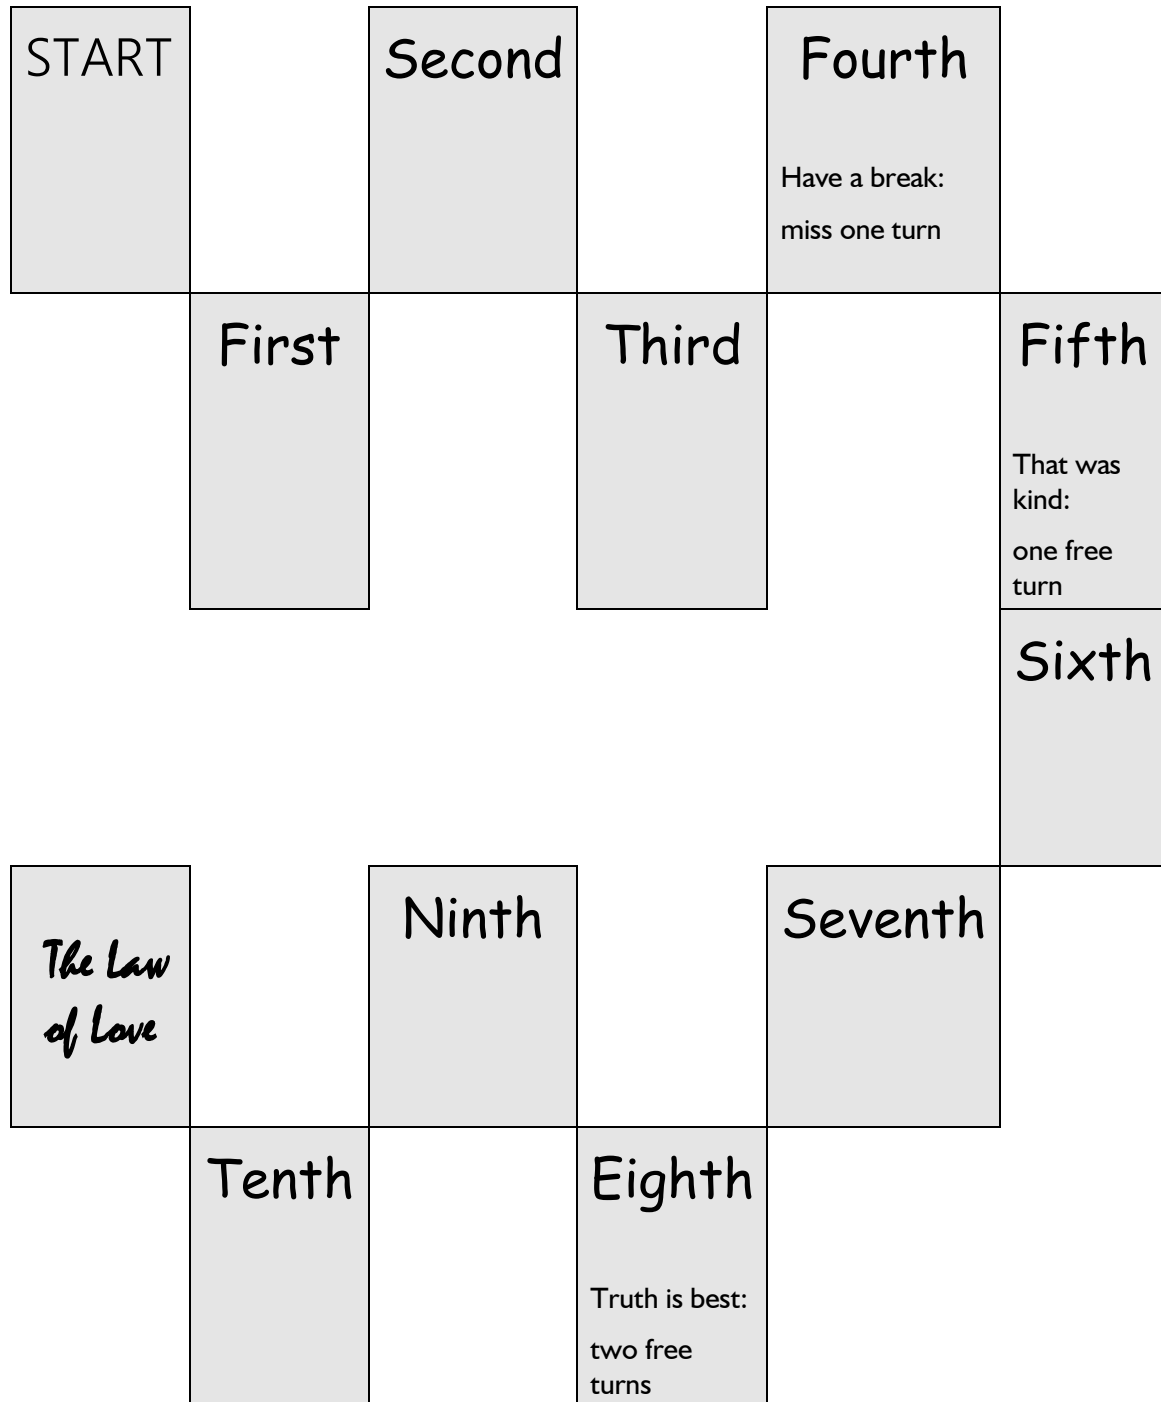 START
Second
Fourth
Have a break:
miss one turn
First
Third
Fifth
That was
kind:
one free
turn
Sixth
The Law
of Love
Ninth
Seventh
Tenth
Eighth
Truth is best:
two free
turns